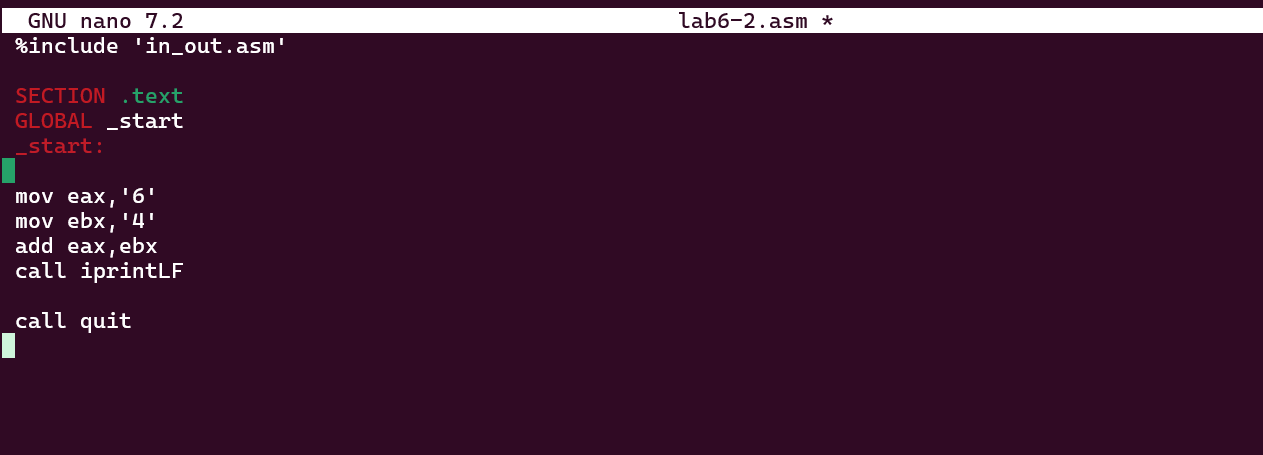 GNU nano 7.2 lab6-2.asm *
%include 'in_out.asm'
SECTION .text
GLOBAL _start
_start:
mov eax,'6'
mov ebx,'4'
add eax,ebx
call iprintLF
call quit